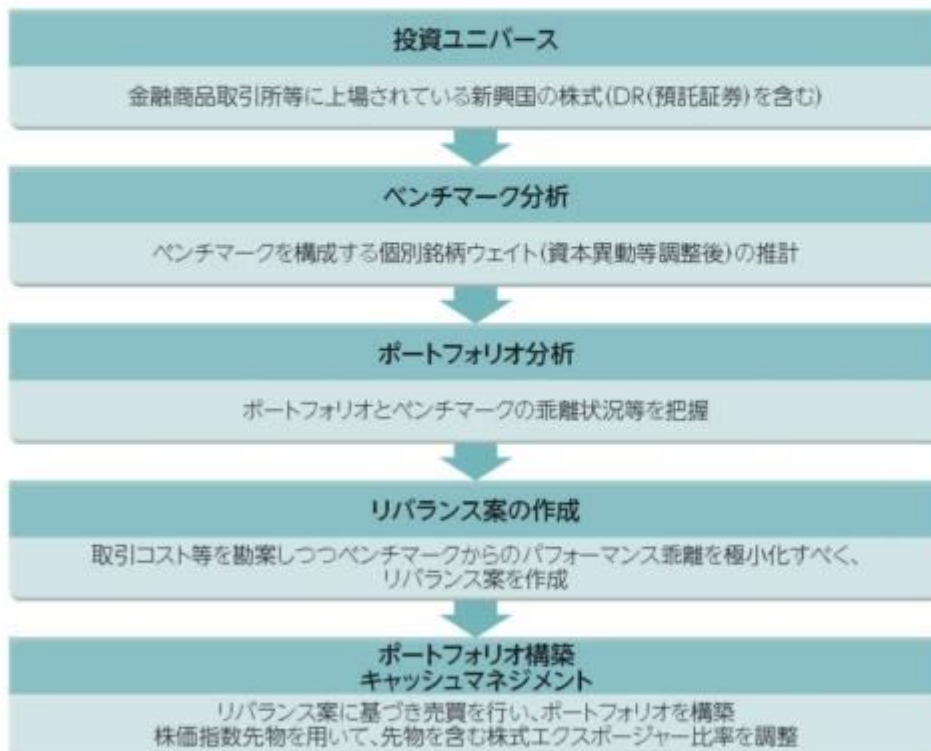 投資ユニバース
金融商品取引所等に上場されている新興国の株式(DR(預託証券)を含む)
ベンチマーク分析
ベンチマークを構成する個別銘柄ウェイト(資本異動等調整後)の推計
ポートフォリオ分析
ポートフォリオとベンチマークの乖離状況等を把握
リバランス案の作成
取引コスト等を勘案しつつベンチマークからのパフォーマンス乖離を極小化すべく、
リバランス案を作成
ポートフォリオ構築
キャッシュマネジメント
リバランス案に基づき売買を行い、ポートフォリオを構築
株価指数先物を用いて、先物を含む株式エクスポージャー比率を調整